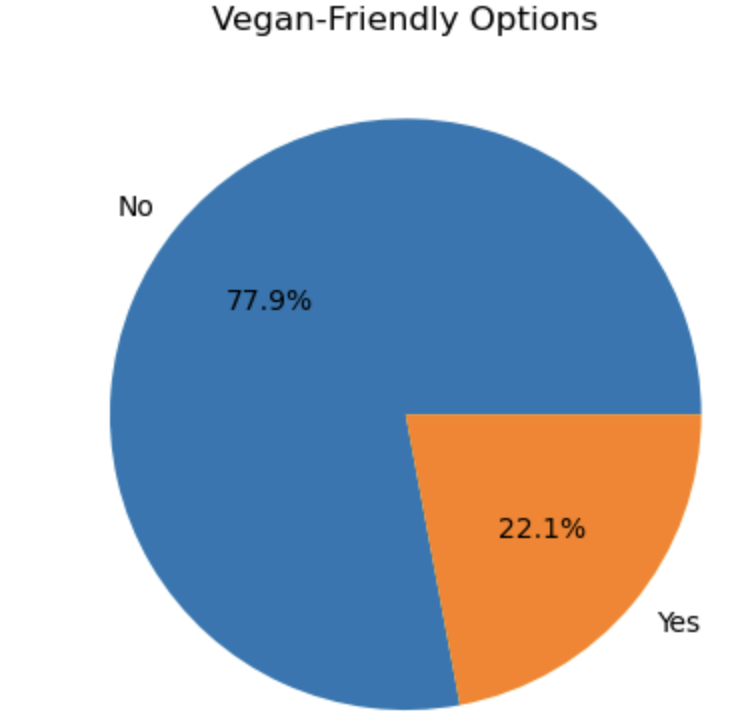 Vegan-Friendly Options
No
77.9%
22.1%
Yes